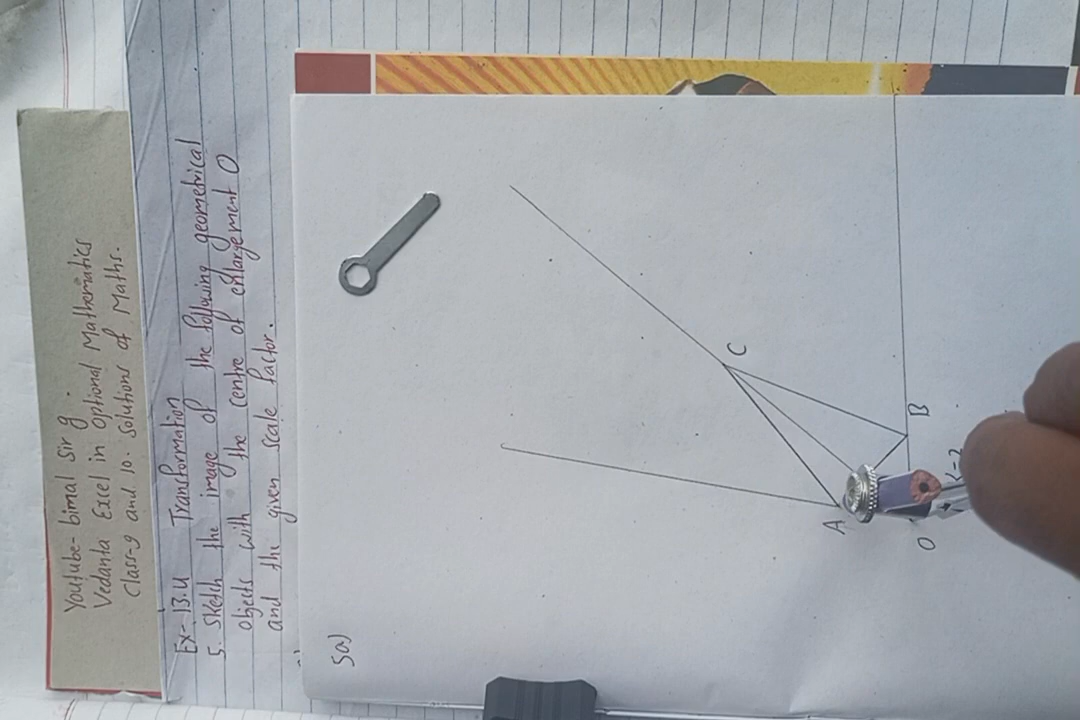 Youtube- bimal Sir g.
Vedanta Excel in Optional Mathematics
Class-9 and 10. Solutions of Maths.
Ex- 13.4 Transformation
5. Sketch the image of the following geometrical
objects with the centre of enlargement O
and the given scale factor.
5a)
C
A
B
O